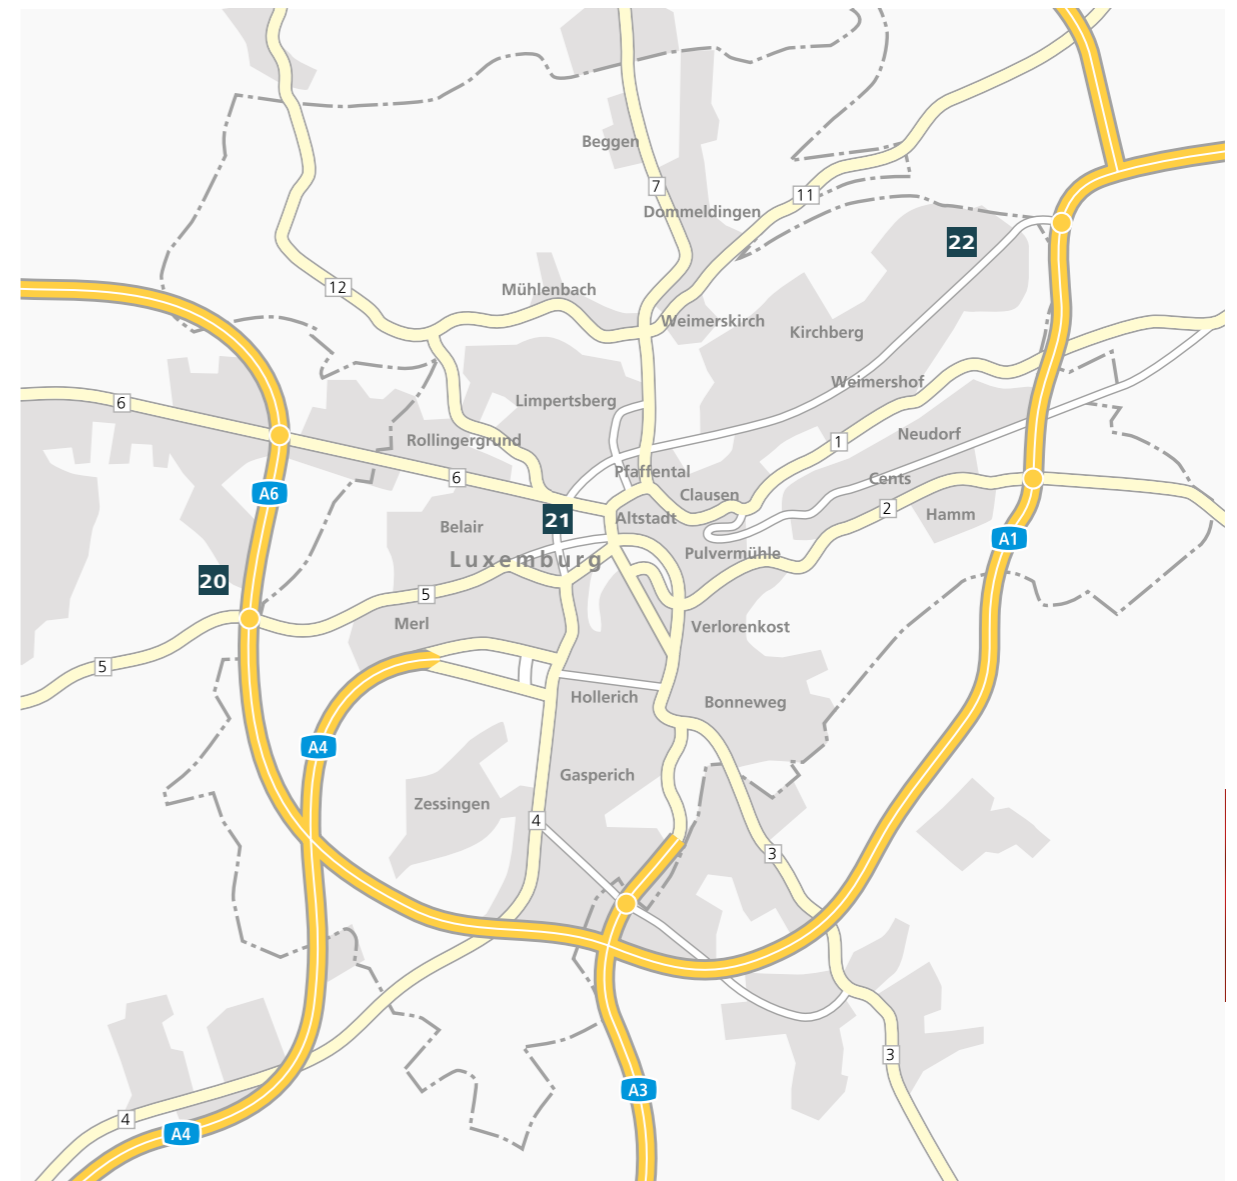 Beggen
7
11
Dommeldingen
22
12
Mühlenbach
Weimerskirch
Kirchberg
Weimershof
6
Limpertsberg
Rollingergrund
1
Neudorf
6
Pfaffental
Cents
A6
Clausen
2
21
Altstadt
Hamm
Belair
A1
Luxemburg
Pulvermühle
20
5
Merl
Verlorenkost
5
Hollerich
Bonneweg
A4
Gasperich
Zessingen
4
3
3
A3
4
A4